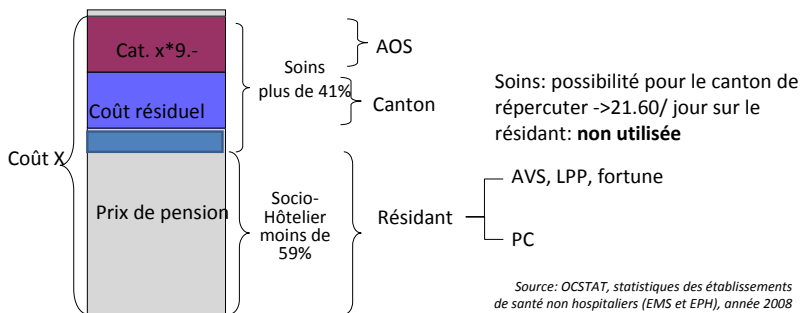 Coût X
Cat. x*9.-
Coût résiduel
Prix de pension
Soins
plus de 41%
Socio-
Hôtelier
moins de
59%
AOS
Canton
Résidant
Soins: possibilité pour le canton de
répercuter ->21.60/ jour sur le
résidant: non utilisée
AVS, LPP, fortune
PC
Source: OCSTAT, statistiques des établissements
de santé non hospitaliers (EMS et EPH), année 2008